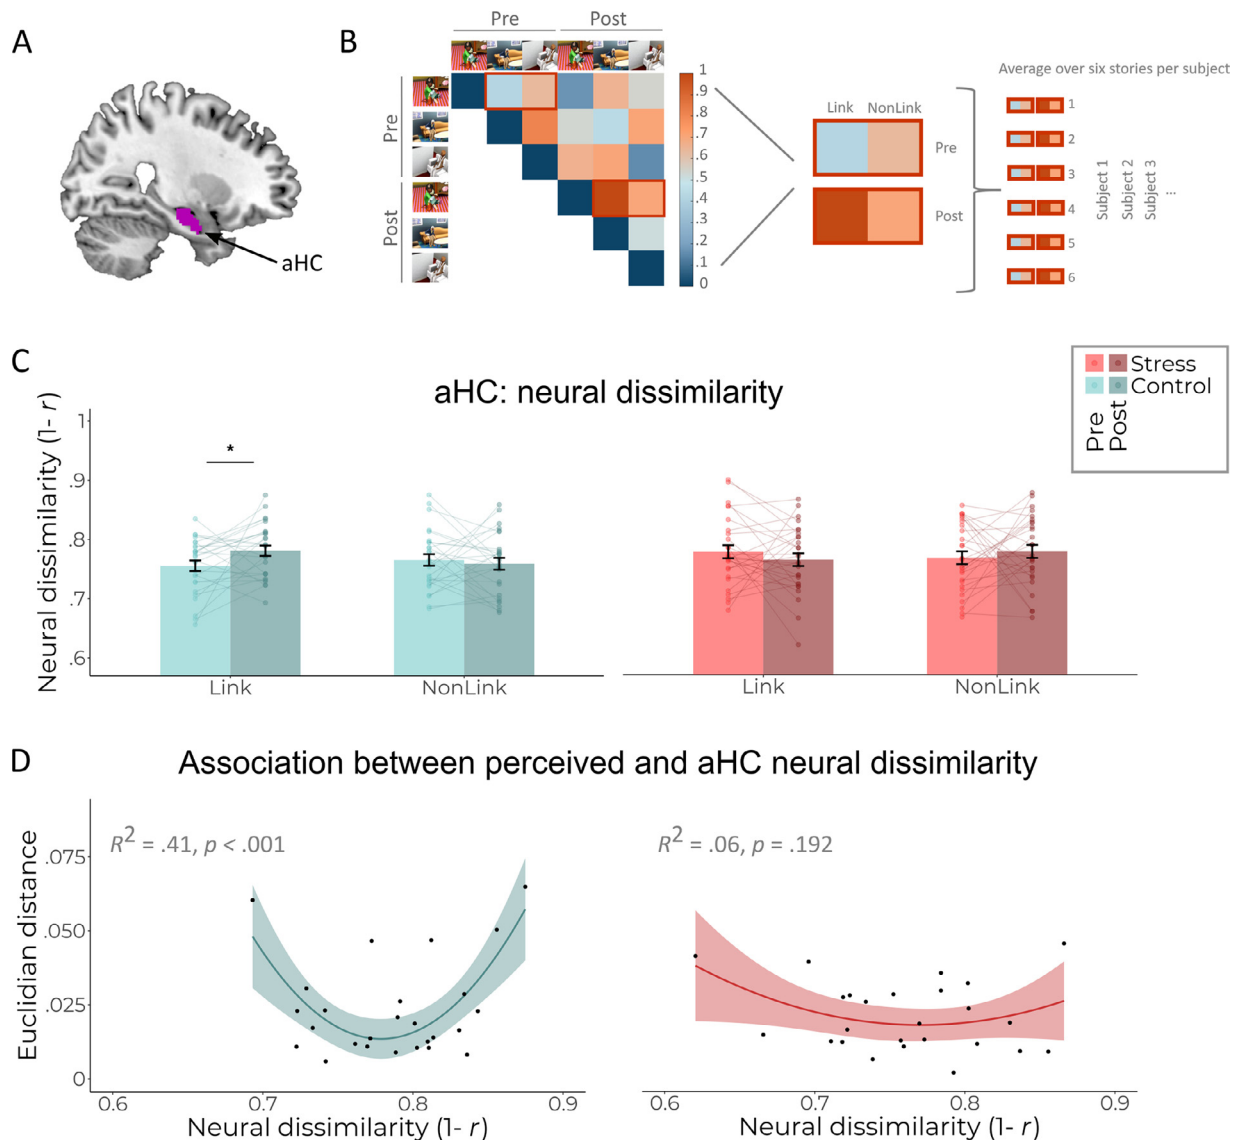 A
aHC
B
Pre Post
Pre
Post
1
.9
.8
.7
.6
.5
.4
.3
.2
.1
0
Link NonLink
Pre
Post
Average over six stories per subject
1
2
3
4
5
6
Subject 1
Subject 2
Subject 3
...
C
aHC: neural dissimilarity
Stress
Control
Pre
Post
Neural dissimilarity (1- r)
1
.9
.8
.7
.6
*
Link NonLink Link NonLink
D
Association between perceived and aHC neural dissimilarity
Euclidian distance
.075
.050
.025
0
R2 = .41, p < .001
R2 = .06, p = .192
0.6 0.7 0.8 0.9 0.6 0.7 0.8 0.9
Neural dissimilarity (1- r) Neural dissimilarity (1- r)